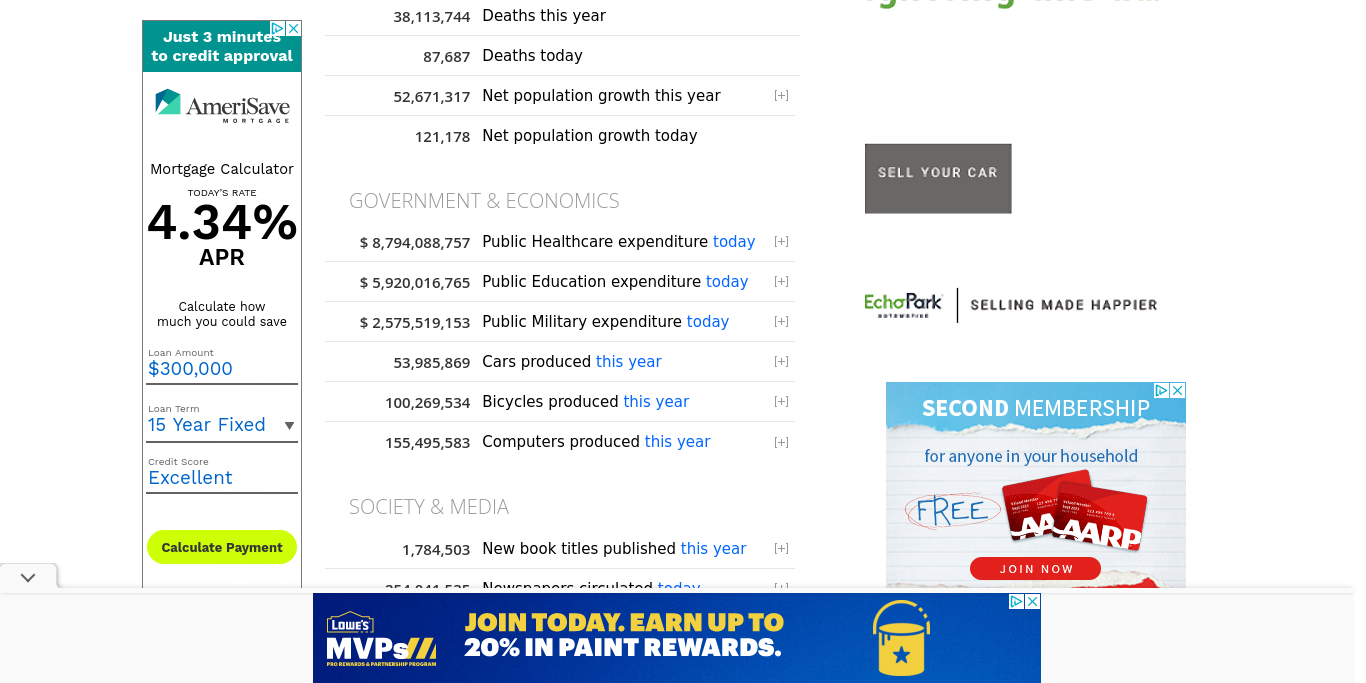 Just 3 minutes
to credit approval
AmeriSave
MORTGAGE
Mortgage Calculator
TODAY'S RATE
4.34%
APR
Calculate how
much you could save
Loan Amount
$300,000
Loan Term
15 Year Fixed
Credit Score
Excellent
Calculate Payment
38,113,744 Deaths this year
87,687 Deaths today
52,671,317 Net population growth this year [+]
121,178 Net population growth today
GOVERNMENT & ECONOMICS
$ 8,794,088,757 Public Healthcare expenditure today [+]
$ 5,920,016,765 Public Education expenditure today [+]
$ 2,575,519,153 Public Military expenditure today [+]
53,985,869 Cars produced this year [+]
100,269,534 Bicycles produced this year [+]
155,495,583 Computers produced this year [+]
SOCIETY & MEDIA
1,784,503 New book titles published this year [+]
Newspapers circulated today [+]
SELL YOUR CAR
EchoPark
AUTOMOTIVE
SELLING MADE HAPPIER
SECOND MEMBERSHIP
for anyone in your household
FREE
AARP
JOIN NOW
LOWE'S
MVPs
PRO REWARDS & PARTNERSHIP PROGRAM
JOIN TODAY. EARN UP TO
20% IN PAINT REWARDS.